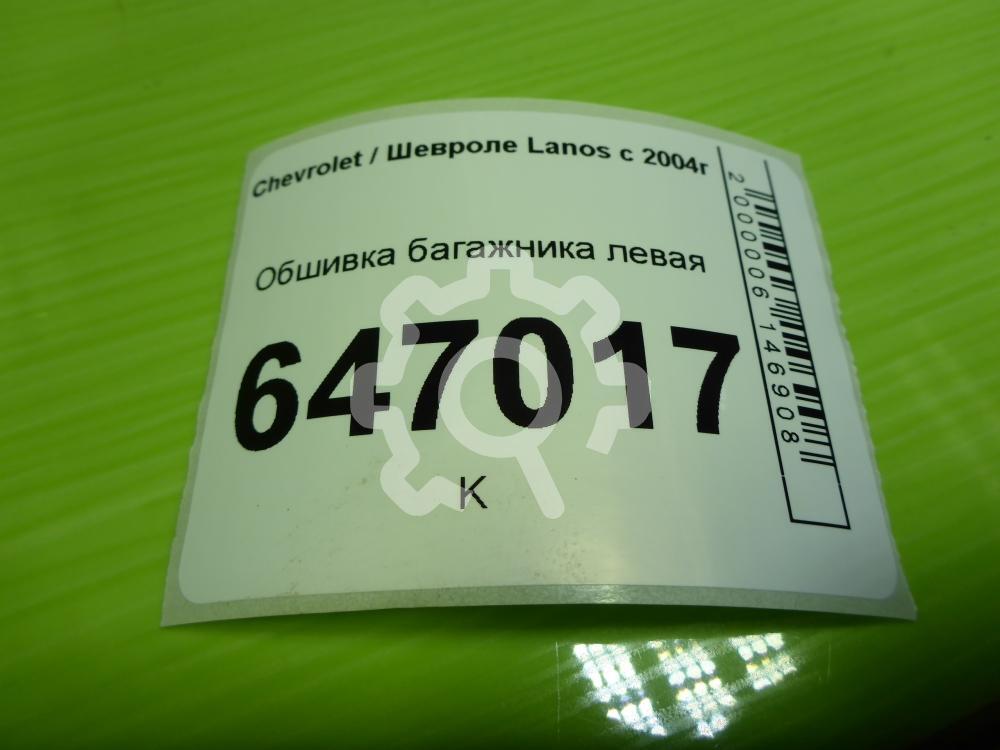 Chevrolet / Шевроле Lanos с 2004г
Обшивка багажника левая
647017
К
2000006146908